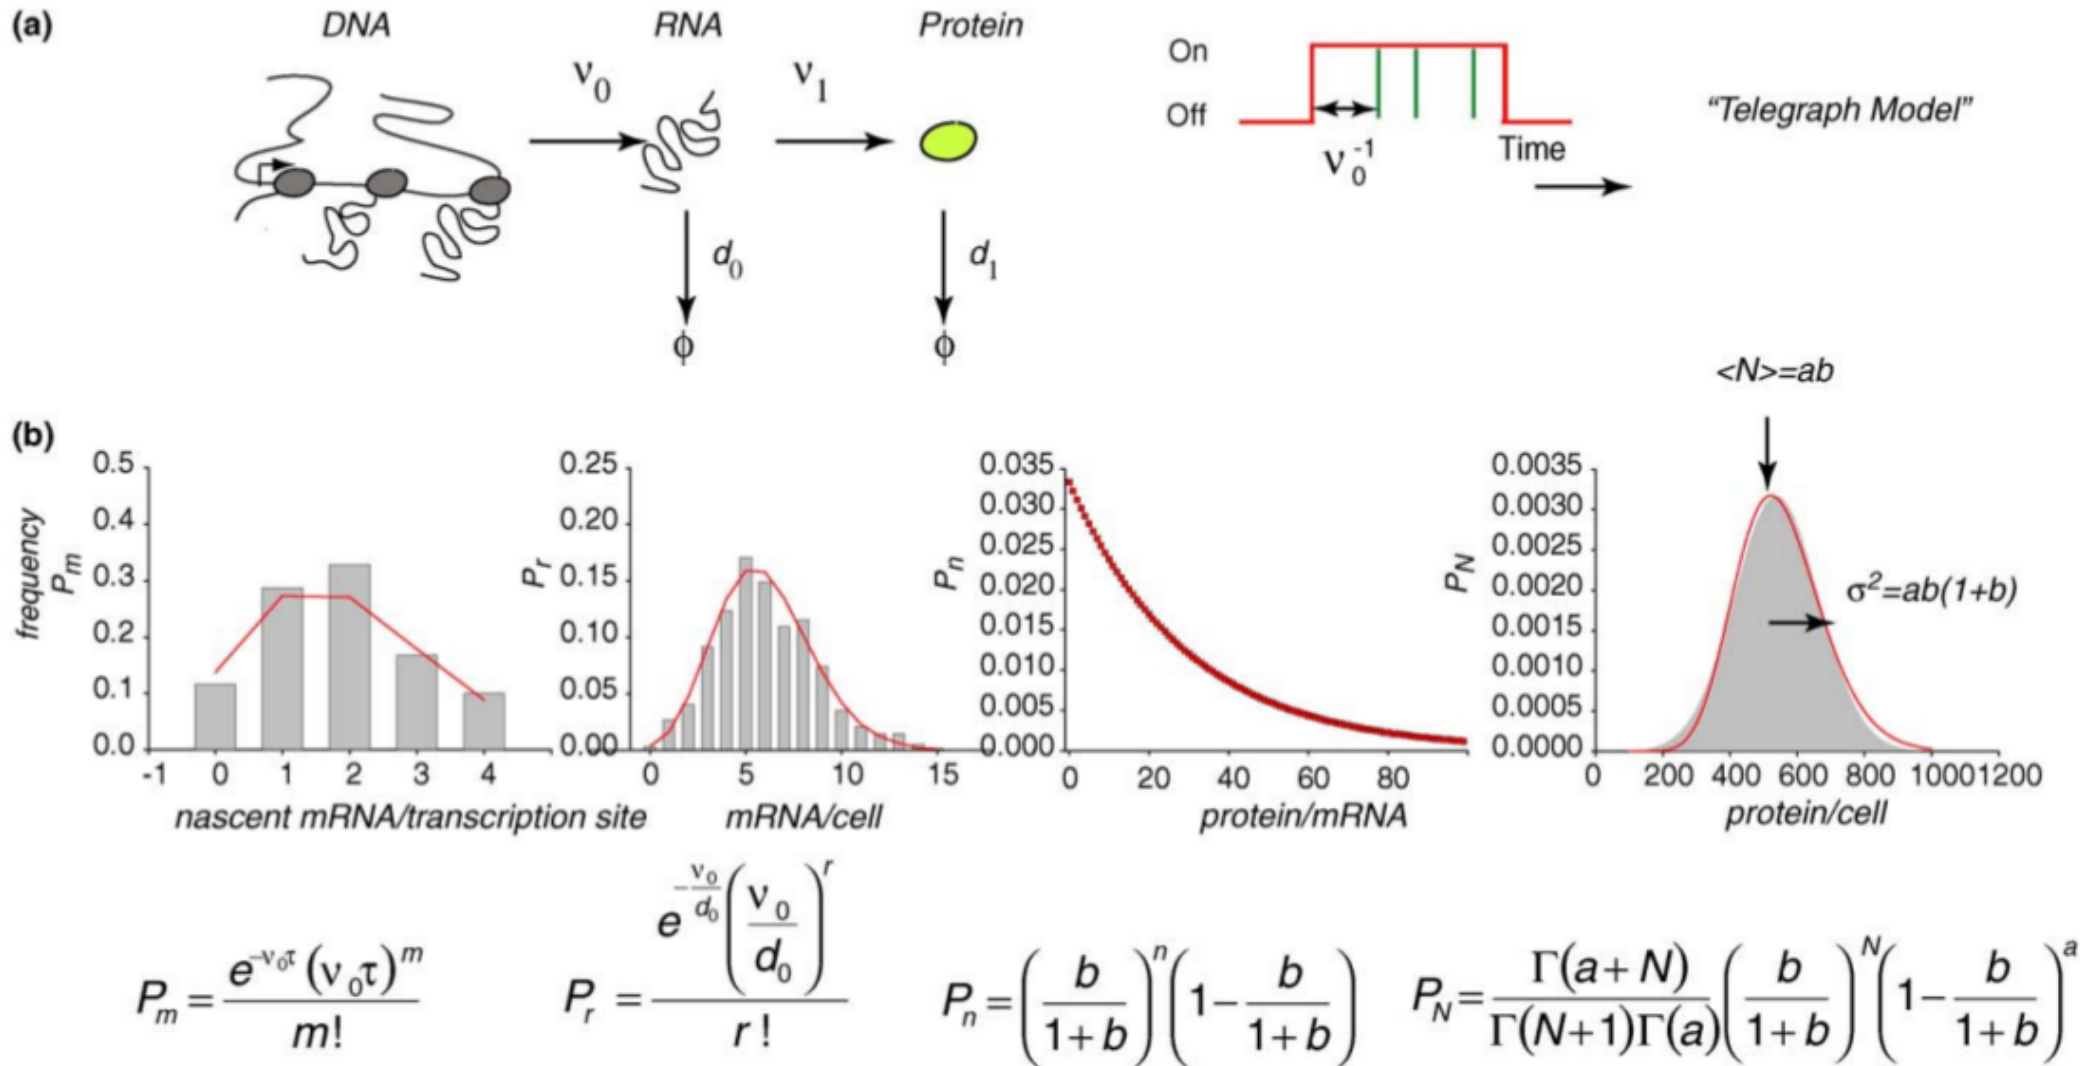 (a)
DNA
RNA
Protein
ν0
ν1
d0
d1
ϕ
ϕ
On
Off
ν0^-1
Time
“Telegraph Model”
(b)
frequency
Pm
0.5
0.4
0.3
0.2
0.1
0.0
-1 0 1 2 3 4
nascent mRNA/transcription site
Pr
0.25
0.20
0.15
0.10
0.05
0.00
0 5 10 15
mRNA/cell
Pn
0.035
0.030
0.025
0.020
0.015
0.010
0.005
0.000
0 20 40 60 80
protein/mRNA
<N>=ab
PN
0.0035
0.0030
0.0025
0.0020
0.0015
0.0010
0.0005
0.0000
σ²=ab(1+b)
0 200 400 600 800 1000 1200
protein/cell
Pm = e^(-ν0τ) (ν0τ)^m / m!
Pr = e^(-ν0/d0) (ν0/d0)^r / r!
Pn = (b/(1+b))^n (1 - b/(1+b))
PN = Γ(a+N) / (Γ(N+1)Γ(a)) (b/(1+b))^N (1 - b/(1+b))^a